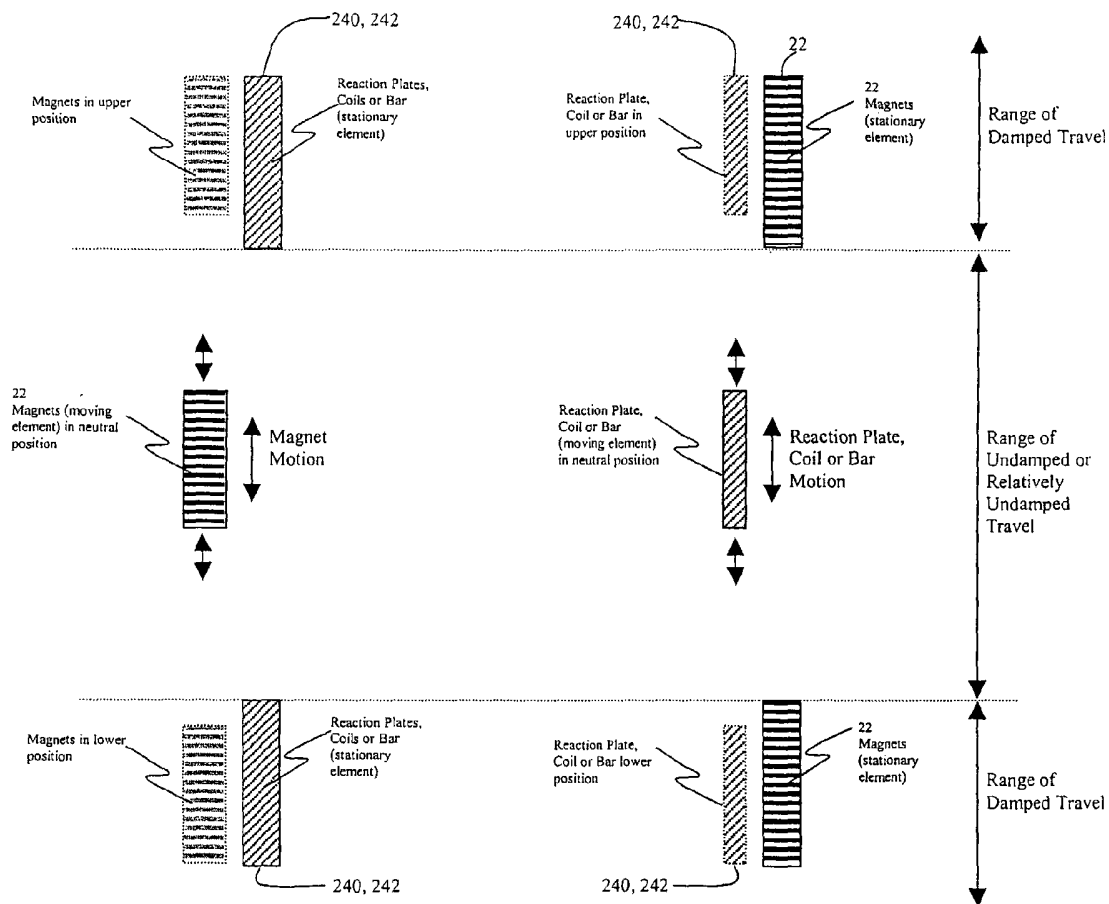 240, 242
240, 242
22
Magnets in upper
position
Reaction Plates,
Coils or Bar
(stationary
element)
Reaction Plate,
Coil or Bar in
upper position
22
Magnets
(stationary
element)
Range of
Damped Travel
22
Magnets (moving
element) in neutral
position
Magnet
Motion
Reaction Plate,
Coil or Bar
(moving element)
in neutral position
Reaction Plate,
Coil or Bar
Motion
Range of
Undamped or
Relatively
Undamped
Travel
Magnets in lower
position
Reaction Plates,
Coils or Bar
(stationary
element)
Reaction Plate,
Coil or Bar lower
position
22
Magnets
(stationary
element)
Range of
Damped Travel
240, 242
240, 242